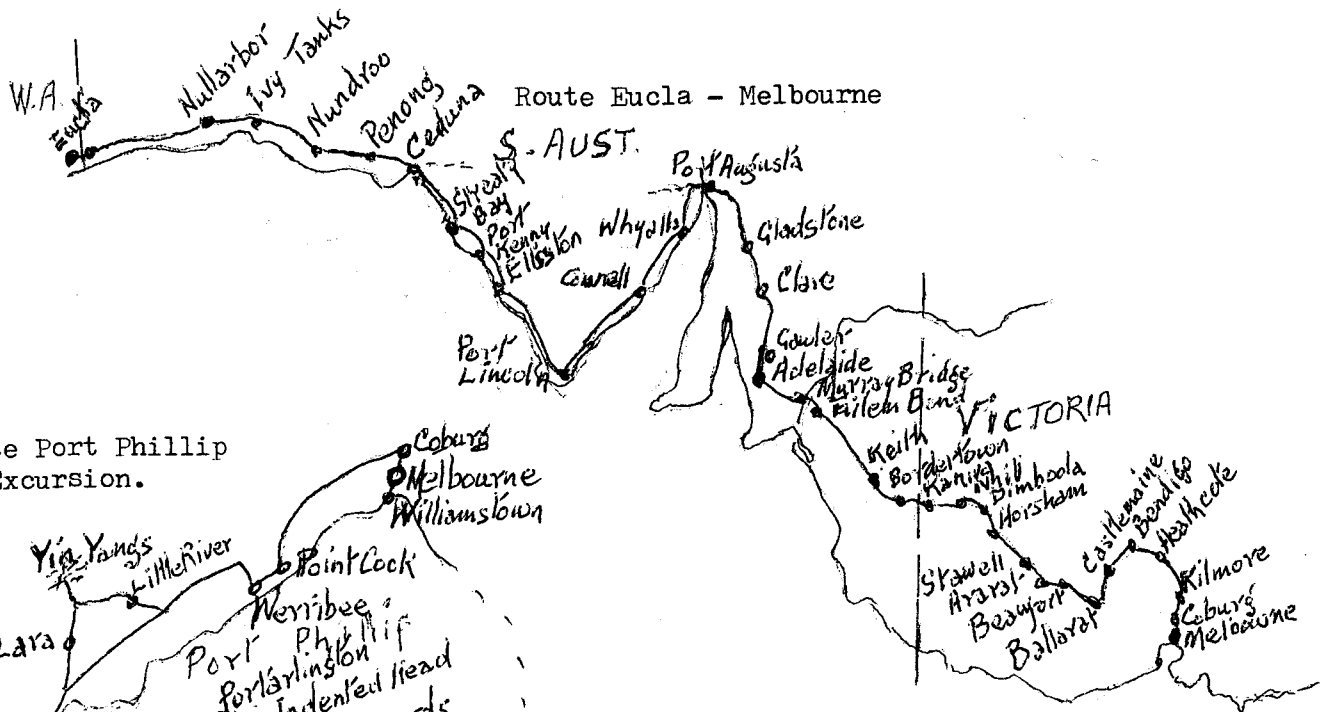 W.A.
Eucla
Nullarbor
Ivy Tanks
Nundroo
Penong
Ceduna
Route Eucla - Melbourne
S. AUST.
Streaky
Bay
Port
Kenny
Elliston
Port
Lincoln
Cowell
Whyalla
Port Augusta
Gladstone
Clare
Gawler
Adelaide
Murray Bridge
Tailem Bend
VICTORIA
Keith
Bordertown
Kaniva
Nhill
Dimboola
Horsham
Stawell
Ararat
Beaufort
Ballarat
Castlemaine
Bendigo
Heathcote
Kilmore
Coburg
Melbourne
e Port Phillip
xcursion.
Coburg
Melbourne
Williamstown
Point Cock
Werribee
Little River
You Yangs
Lara
Port Phillip
Portarlington
Indented Head
ds